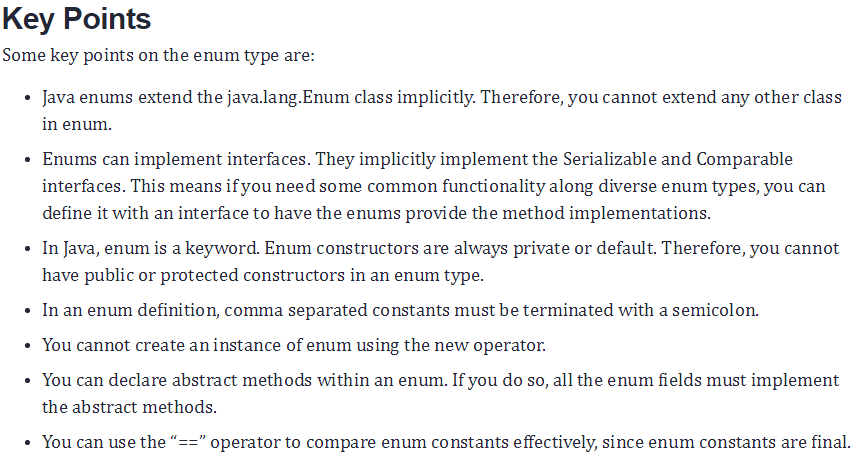 Key Points
Some key points on the enum type are:
• Java enums extend the java.lang.Enum class implicitly. Therefore, you cannot extend any other class
in enum.
• Enums can implement interfaces. They implicitly implement the Serializable and Comparable
interfaces. This means if you need some common functionality along diverse enum types, you can
define it with an interface to have the enums provide the method implementations.
• In Java, enum is a keyword. Enum constructors are always private or default. Therefore, you cannot
have public or protected constructors in an enum type.
• In an enum definition, comma separated constants must be terminated with a semicolon.
• You cannot create an instance of enum using the new operator.
• You can declare abstract methods within an enum. If you do so, all the enum fields must implement
the abstract methods.
• You can use the “==” operator to compare enum constants effectively, since enum constants are final.